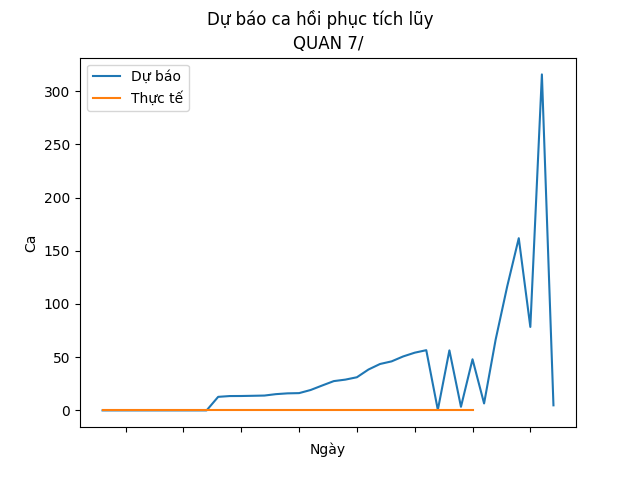 Dự báo ca hồi phục tích lũy
QUAN 7/
Dự báo
Thực tế
300
250
200
150
100
50
0
Ca
Ngày